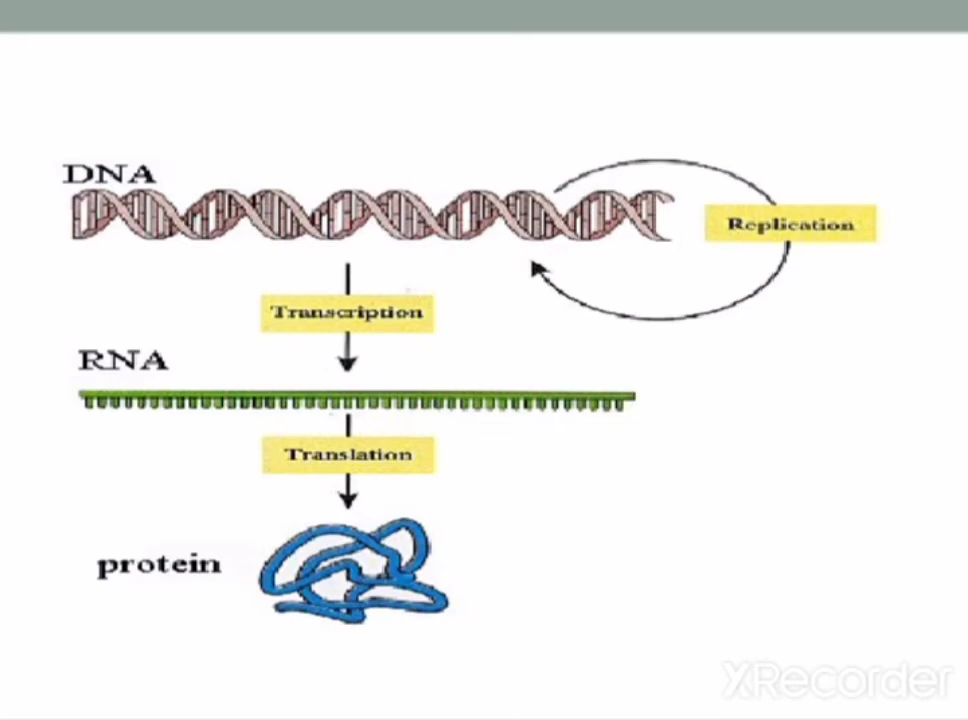 DNA
Replication
Transcription
RNA
Translation
protein
XRecorder